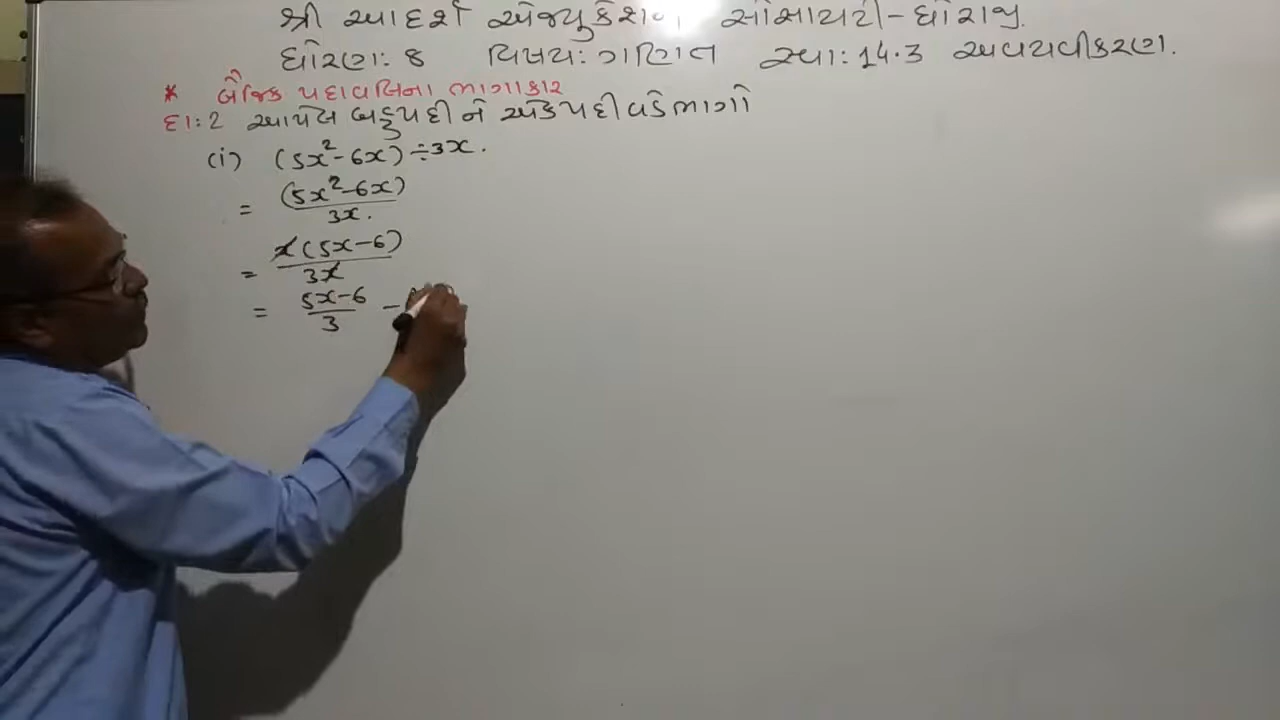 શ્રી આદર્શ એજ્યુકેશન સોસાયટી - ધોરાજી.
ધોરણ: 8 વિષય: ગણિત સ્વા: 14.3 અવયવીકરણ.
* બૈજિક પદાવલિના ભાગાકાર
દા: 2 આપેલ બહુપદી ને એકપદી વડે ભાગો
(i) (5x² - 6x) ÷ 3x.
= (5x² - 6x) / 3x.
= x(5x - 6) / 3x
= 5x - 6 / 3 -